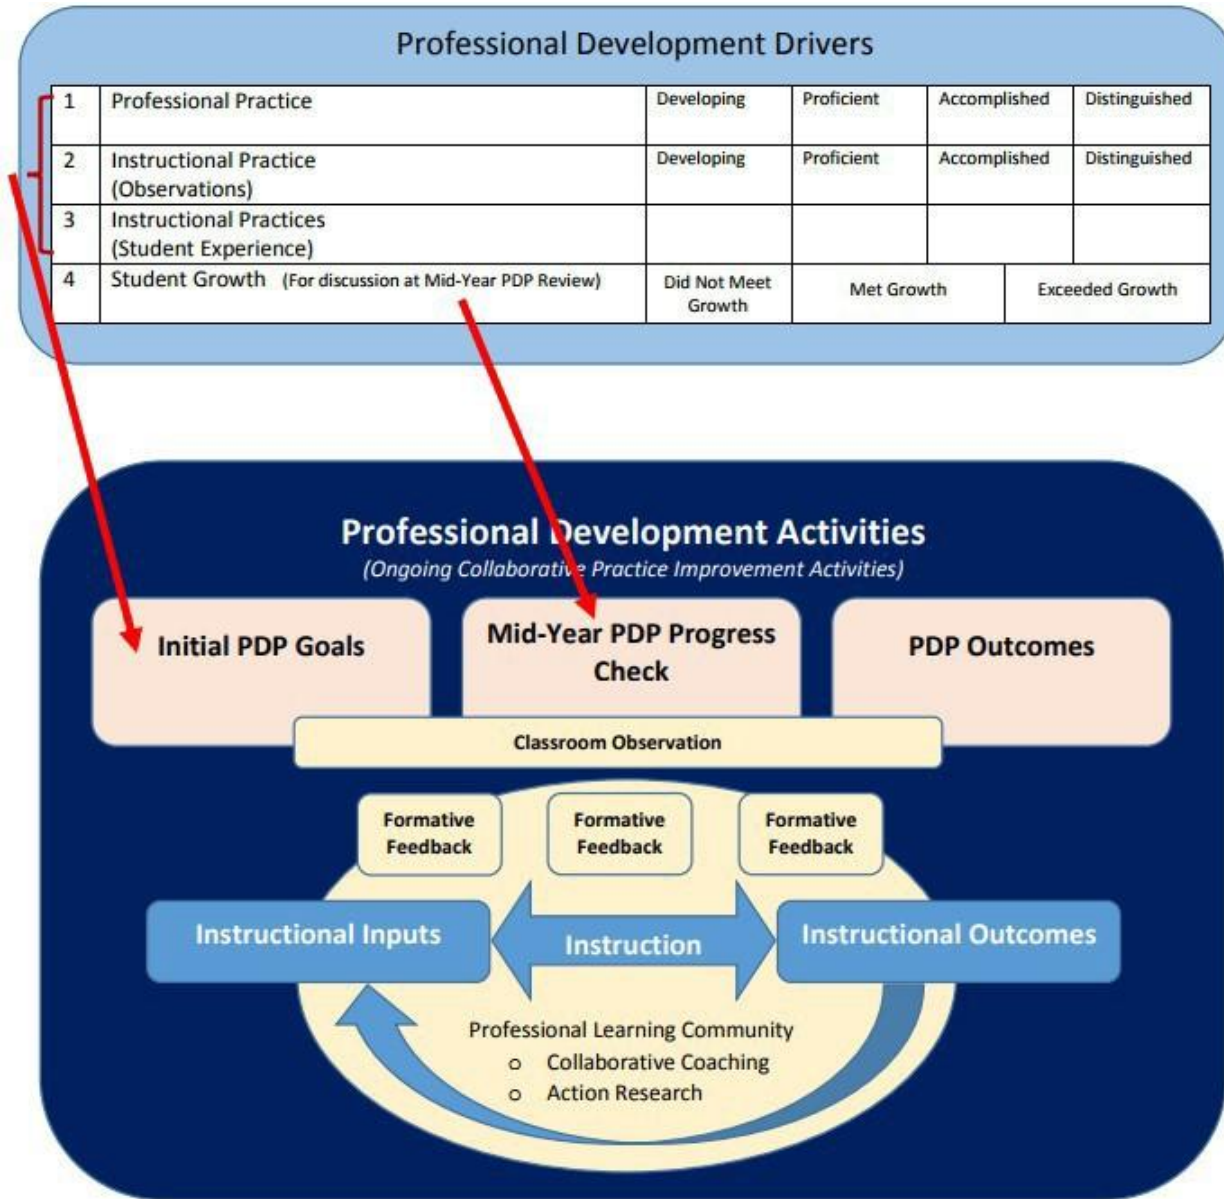 Professional Development Drivers
1 Professional Practice Developing Proficient Accomplished Distinguished
2 Instructional Practice Developing Proficient Accomplished Distinguished
(Observations)
3 Instructional Practices
(Student Experience)
4 Student Growth (For discussion at Mid-Year PDP Review) Did Not Meet Met Growth Exceeded Growth
Growth
Professional Development Activities
(Ongoing Collaborative Practice Improvement Activities)
Initial PDP Goals
Mid-Year PDP Progress
Check
PDP Outcomes
Classroom Observation
Formative
Feedback
Formative
Feedback
Formative
Feedback
Instructional Inputs
Instruction
Instructional Outcomes
Professional Learning Community
o Collaborative Coaching
o Action Research